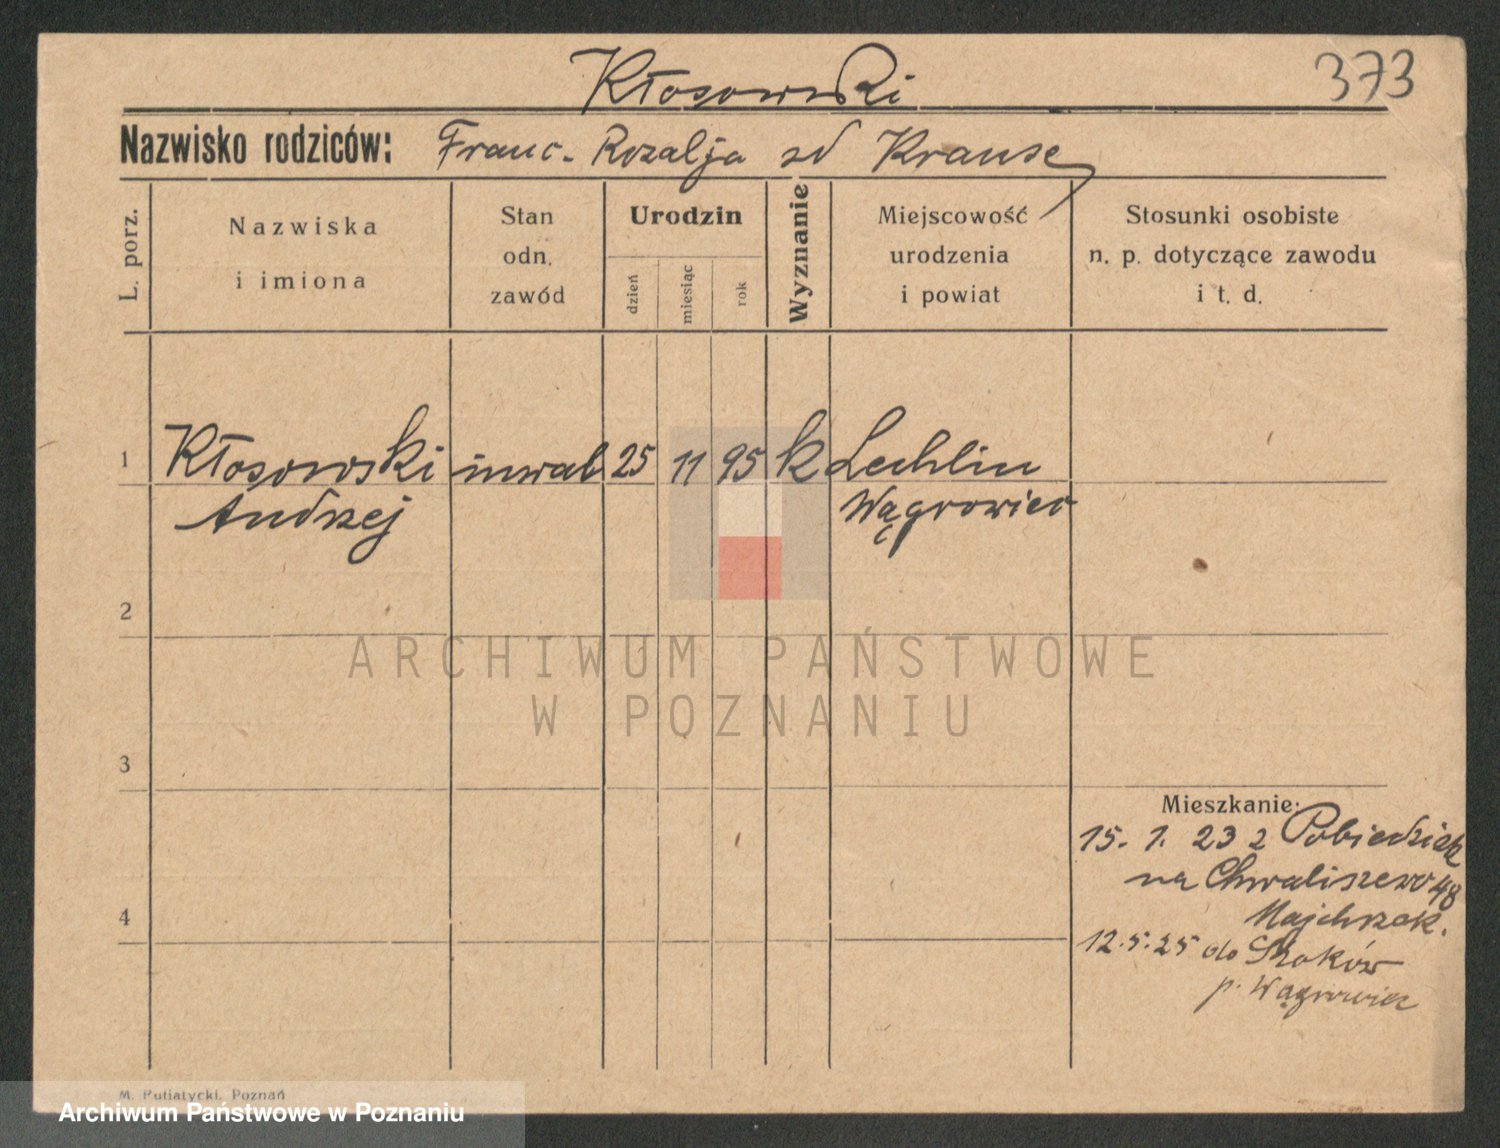 Kłosowski
373
Nazwisko rodziców: Franc. Rozalja zd Krause
L. porz.
Nazwiska
i imiona
Stan
odn.
zawód
Urodzin
dzień
miesiąc
rok
Wyznanie
Miejscowość
urodzenia
i powiat
Stosunki osobiste
n. p. dotyczące zawodu
i t. d.
1 Kłosowski inwal 25 11 95 k Lechlin
Andrzej Wągrowiec
2
ARCHIWUM PAŃSTWOWE
W POZNANIU
3
Mieszkanie:
15. 1. 23 z Pobiedzisk
na Chwaliszewo 48
Majchrzak.
4
12.5.25 do
p. Wągrowiec
M. Putiatycki, Poznań
Archiwum Państwowe w Poznaniu